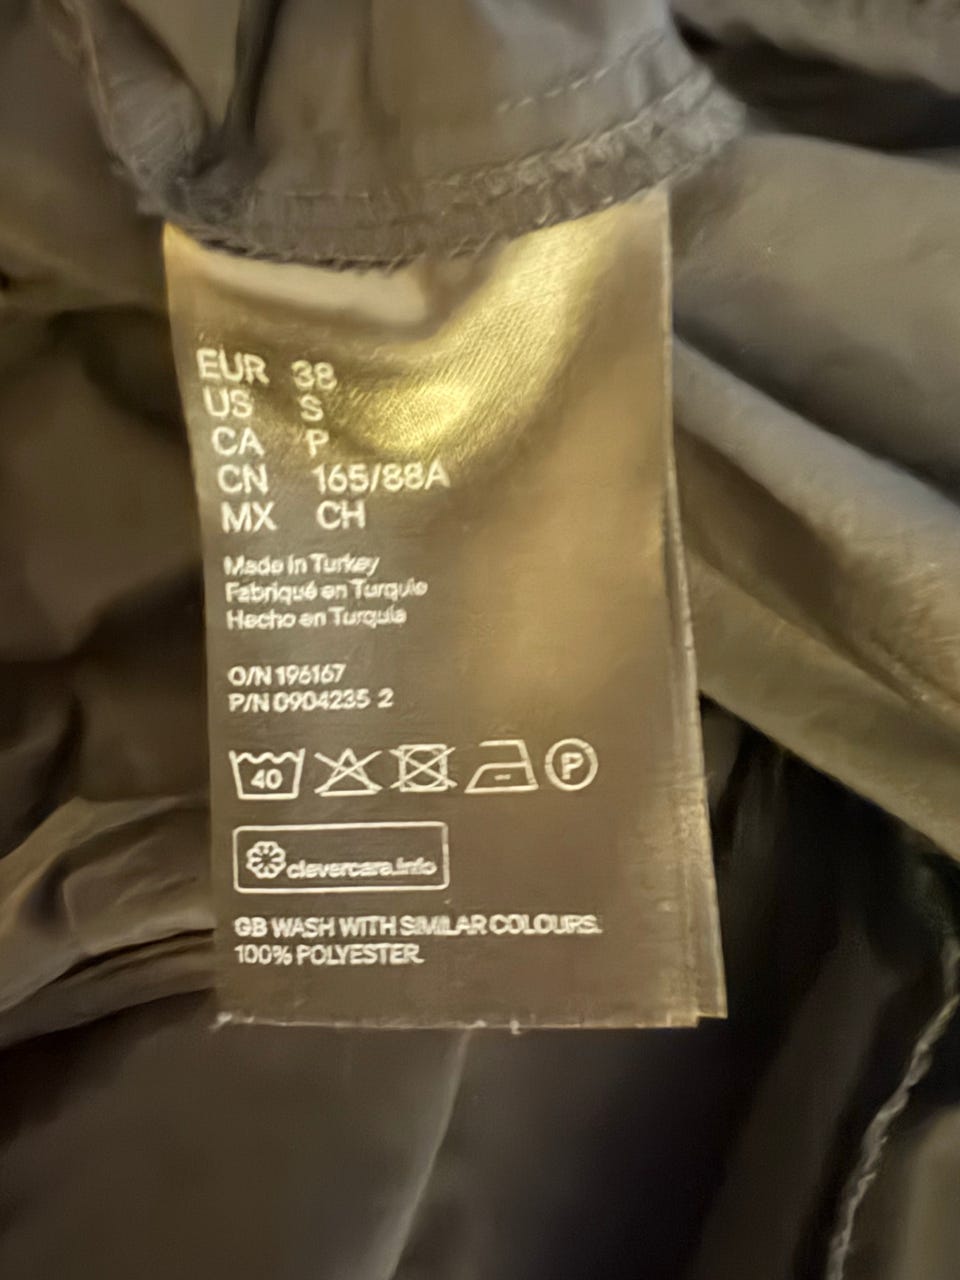 EUR 38
US S
CA P
CN 165/88A
MX CH
Made in Turkey
Fabriqué en Turquie
Hecho en Turquía
O/N 196167
P/N 0904235 2
40 P
clevercare.info
GB WASH WITH SIMILAR COLOURS.
100% POLYESTER.